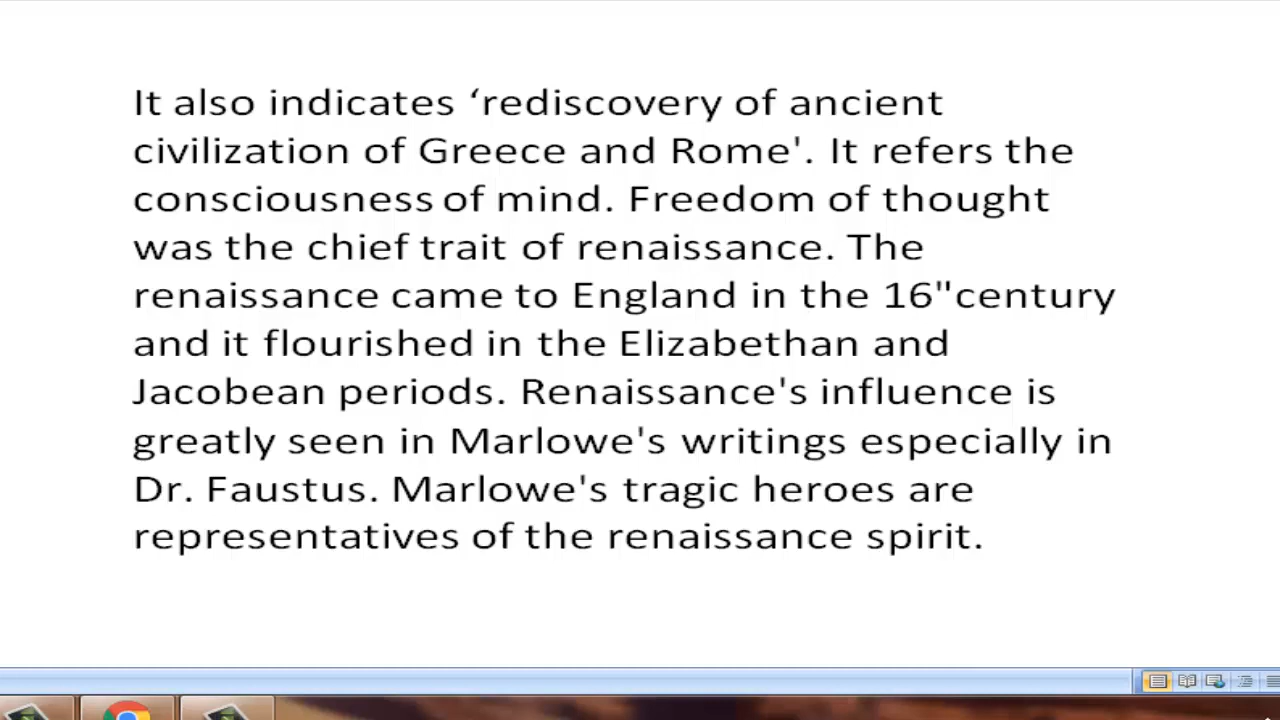 It also indicates ‘rediscovery of ancient
civilization of Greece and Rome'. It refers the
consciousness of mind. Freedom of thought
was the chief trait of renaissance. The
renaissance came to England in the 16"century
and it flourished in the Elizabethan and
Jacobean periods. Renaissance's influence is
greatly seen in Marlowe's writings especially in
Dr. Faustus. Marlowe's tragic heroes are
representatives of the renaissance spirit.